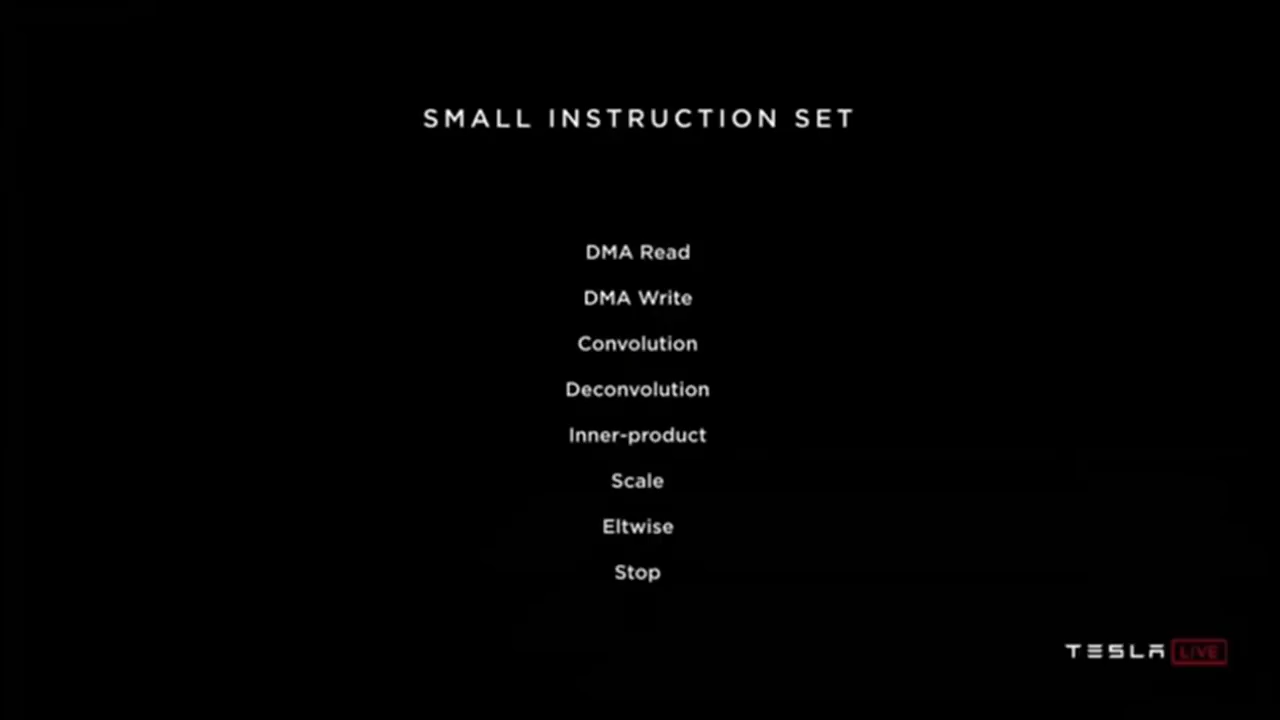 SMALL INSTRUCTION SET
DMA Read
DMA Write
Convolution
Deconvolution
Inner-product
Scale
Eltwise
Stop
TESLA LIVE